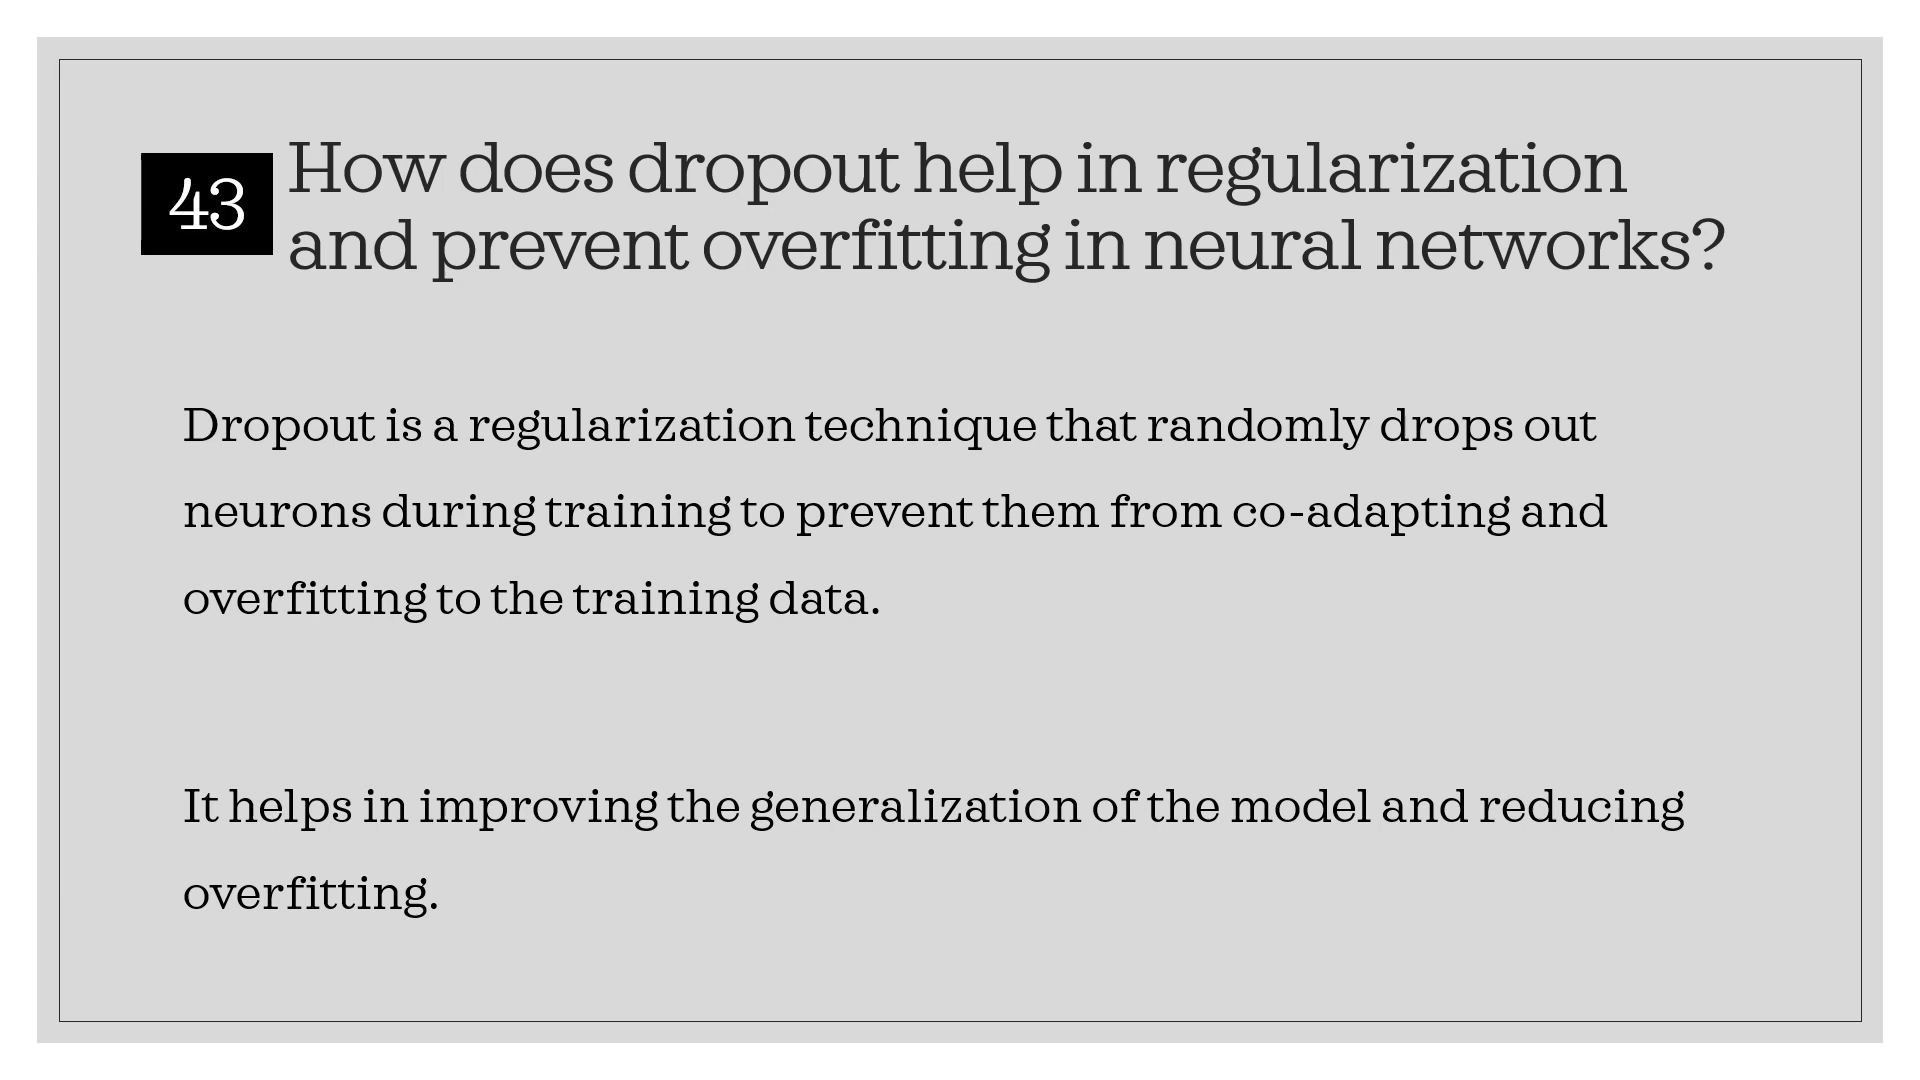 43
How does dropout help in regularization
and prevent overfitting in neural networks?
Dropout is a regularization technique that randomly drops out
neurons during training to prevent them from co-adapting and
overfitting to the training data.
It helps in improving the generalization of the model and reducing
overfitting.